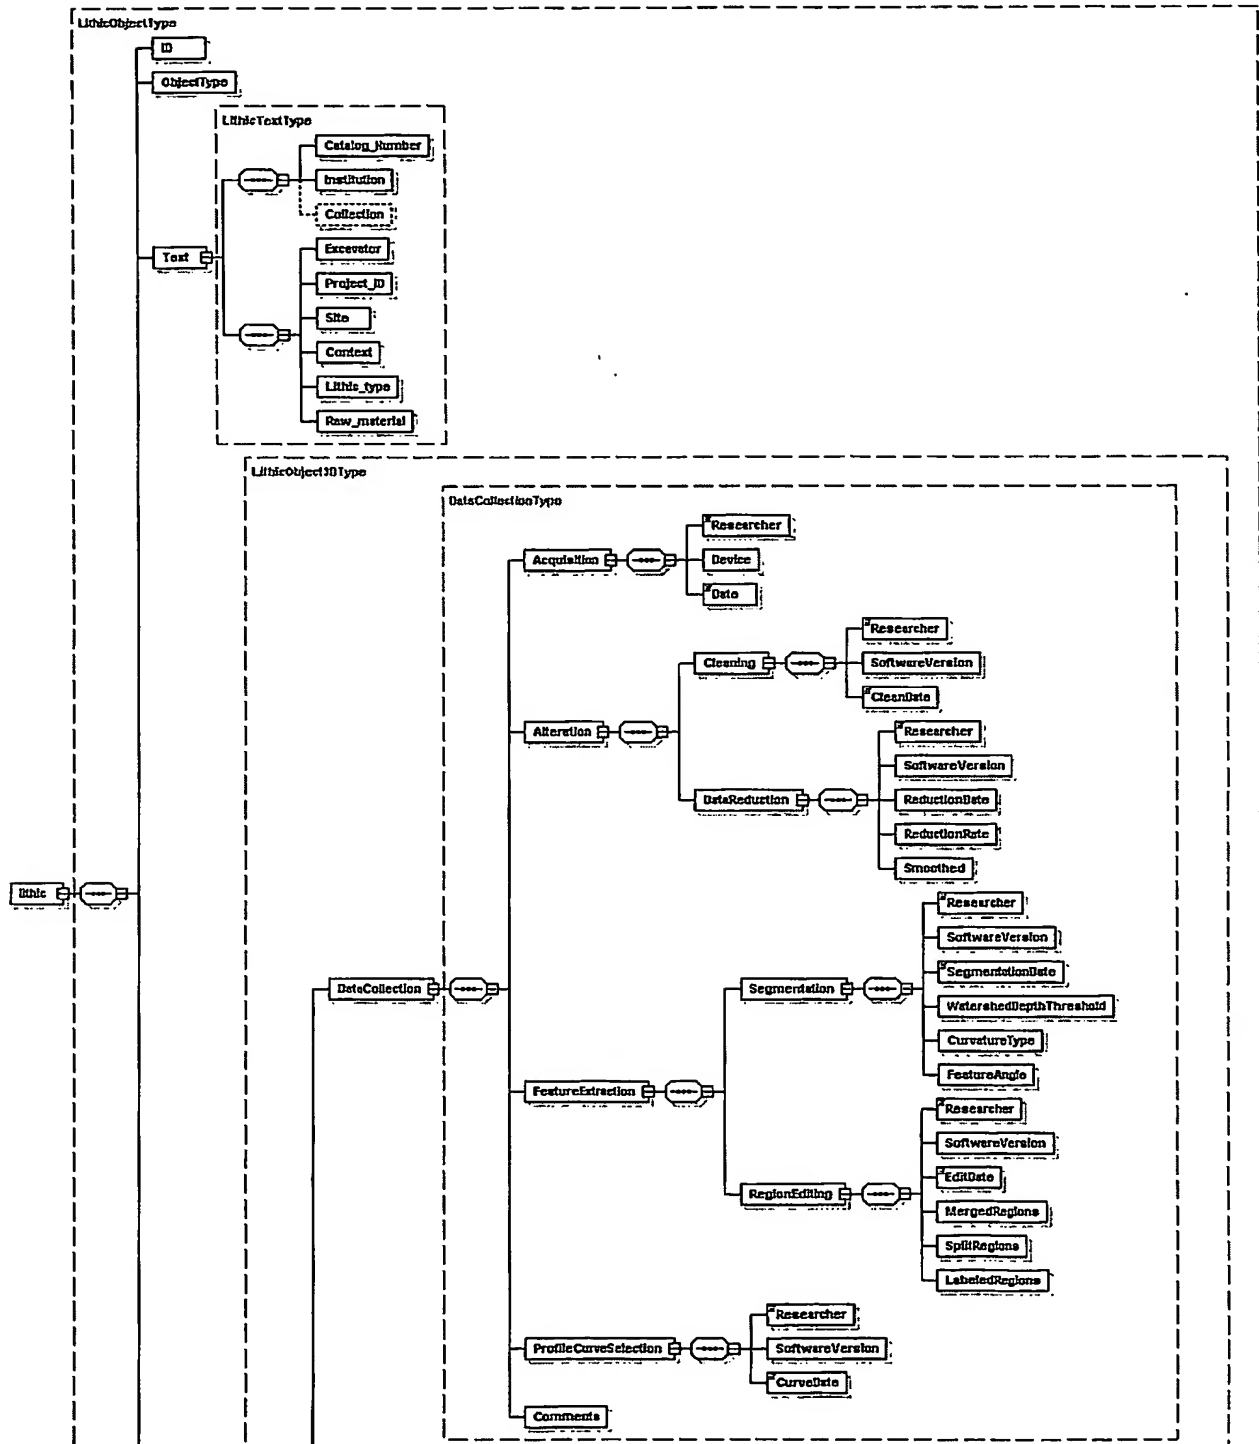 LithicObjectType
ID
ObjectType
LithicTextType
Catalog_Number
Institution
Collection
Text
Excavator
Project_ID
Site
Context
Lithic_type
Raw_material
LithicObject3DType
DataCollectionType
Researcher
Acquisition
Device
Date
Researcher
Cleaning
SoftwareVersion
CleanDate
Alteration
Researcher
SoftwareVersion
DataReduction
ReductionDate
ReductionRate
Smoothed
lithic
Researcher
SoftwareVersion
SegmentationDate
DataCollection
Segmentation
WatershedDepthThreshold
CurvatureType
FeatureAngle
FeatureExtraction
Researcher
SoftwareVersion
EditDate
RegionEditing
MergedRegions
SplitRegions
LabeledRegions
Researcher
ProfileCurveSelection
SoftwareVersion
CurveDate
Comments